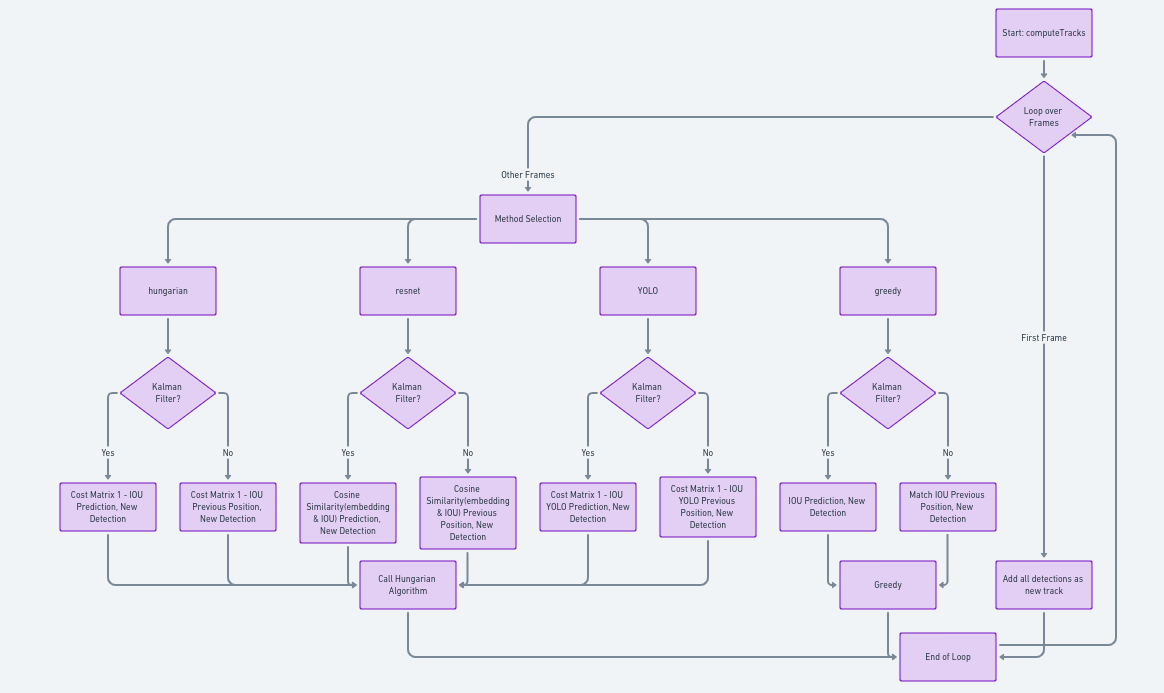 Start: computeTracks
Loop over
Frames
Other Frames
Method Selection
hungarian
resnet
YOLO
greedy
First Frame
Kalman
Filter?
Kalman
Filter?
Kalman
Filter?
Kalman
Filter?
Yes
No
Yes
No
Yes
No
Yes
No
Cost Matrix 1 - IOU
Prediction, New
Detection
Cost Matrix 1 - IOU
Previous Position,
New Detection
Cosine
Similarity(embedding
& IOU) Prediction,
New Detection
Cosine
Similarity(embedding
& IOU) Previous
Position, New
Detection
Cost Matrix 1 - IOU
YOLO Prediction, New
Detection
Cost Matrix 1 - IOU
YOLO Previous
Position, New
Detection
IOU Prediction, New
Detection
Match IOU Previous
Position, New
Detection
Call Hungarian
Algorithm
Greedy
Add all detections as
new track
End of Loop